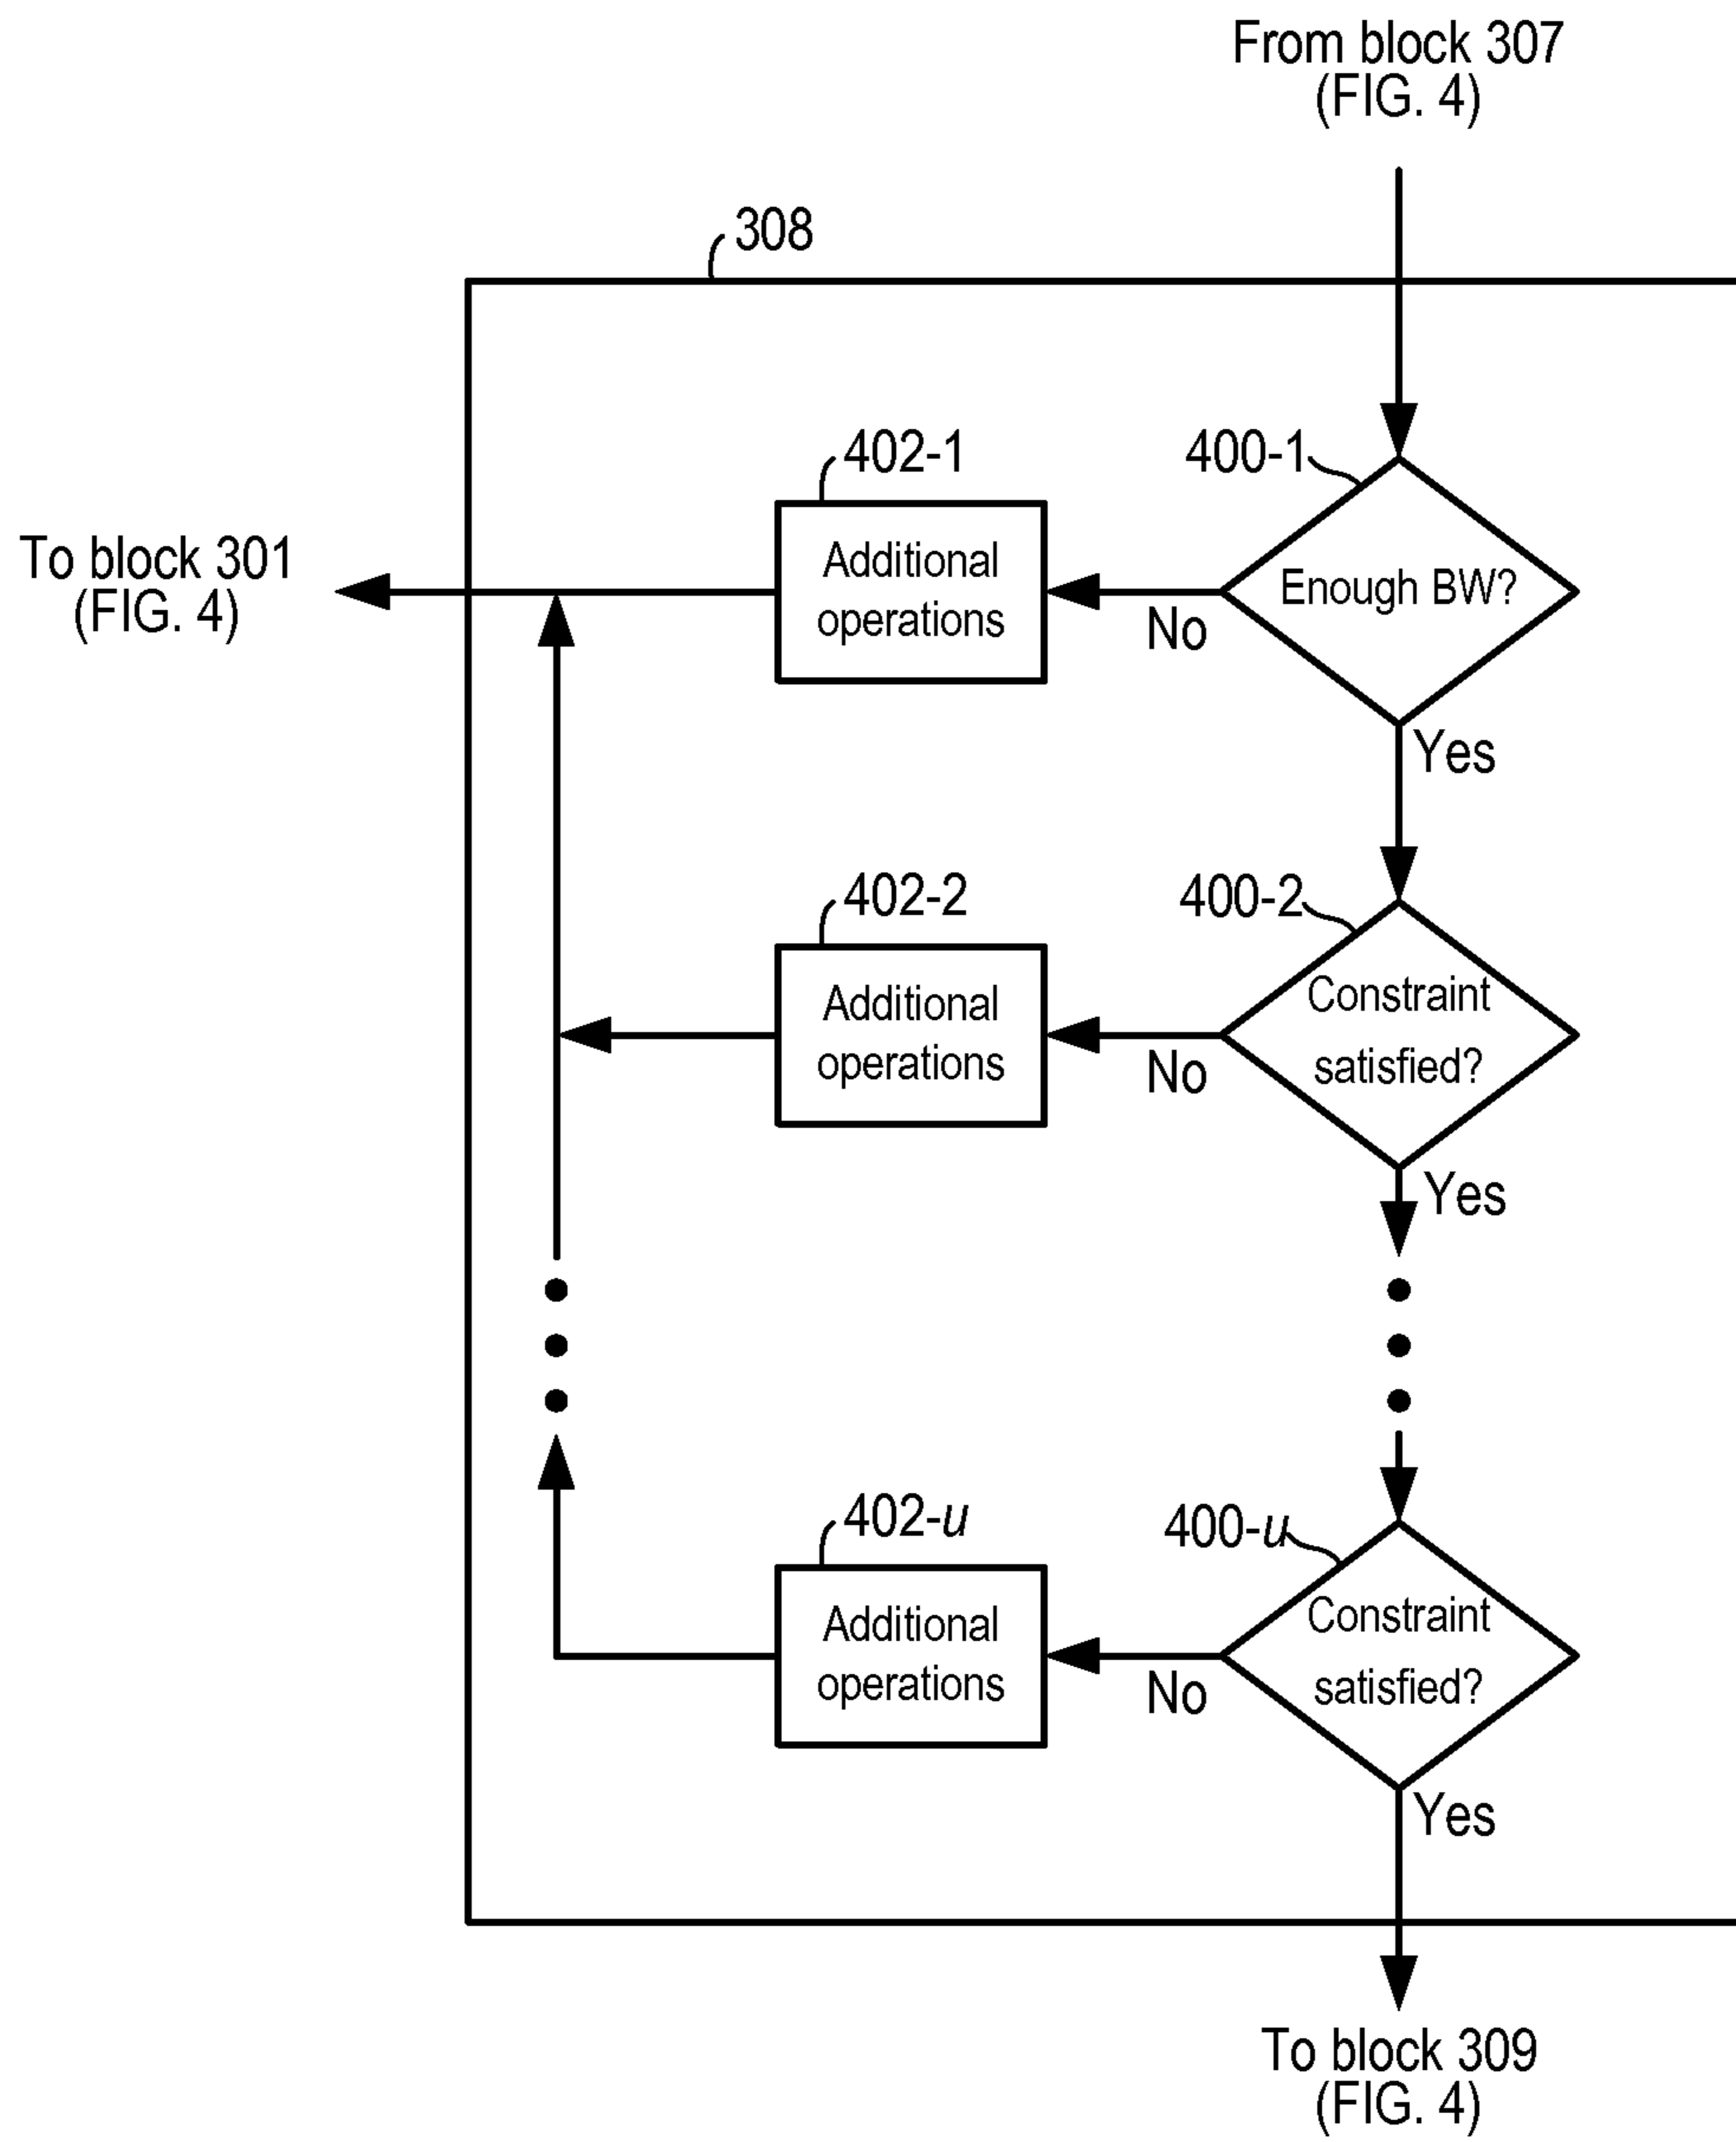 From block 307
(FIG. 4)
308
402-1
400-1
To block 301
(FIG. 4)
Additional
operations
Enough BW?
No
Yes
402-2
400-2
Additional
operations
Constraint
satisfied?
No
Yes
402-u
400-u
Additional
operations
Constraint
satisfied?
No
Yes
To block 309
(FIG. 4)